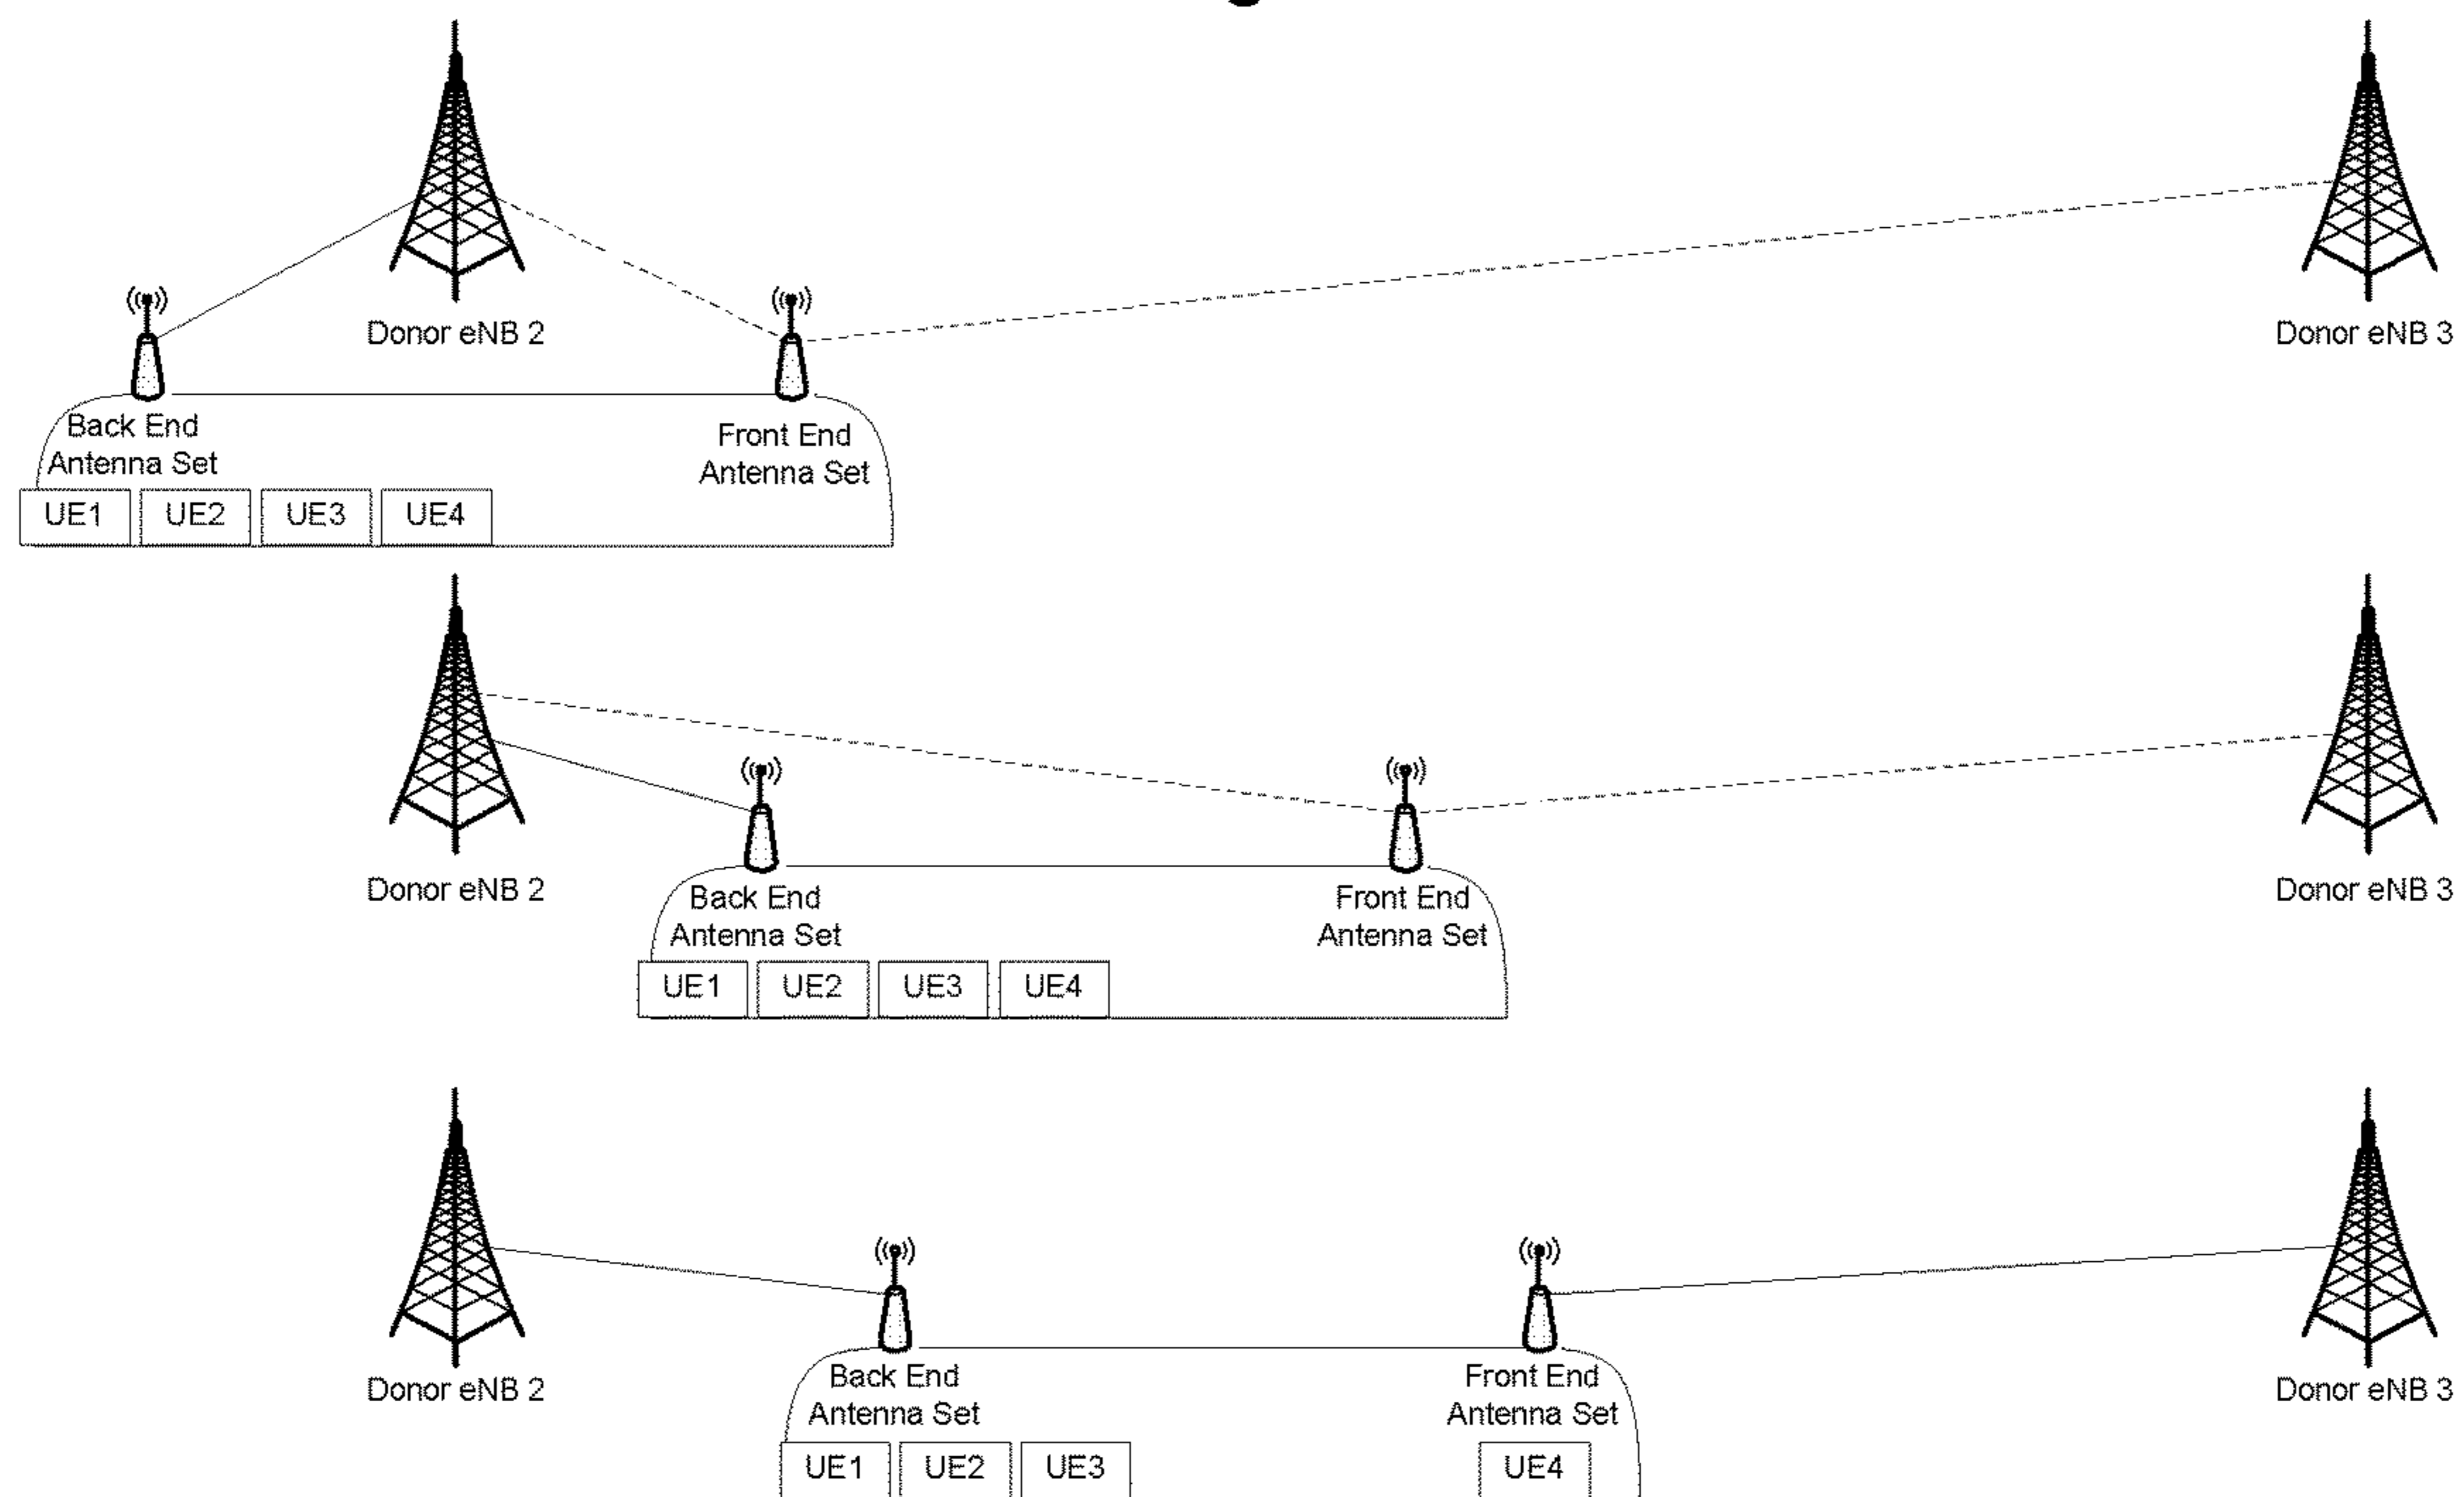 Donor eNB 2
Donor eNB 3
Back End
Antenna Set
Front End
Antenna Set
UE1
UE2
UE3
UE4
Donor eNB 2
Donor eNB 3
Back End
Antenna Set
Front End
Antenna Set
UE1
UE2
UE3
UE4
Donor eNB 2
Donor eNB 3
Back End
Antenna Set
Front End
Antenna Set
UE1
UE2
UE3
UE4